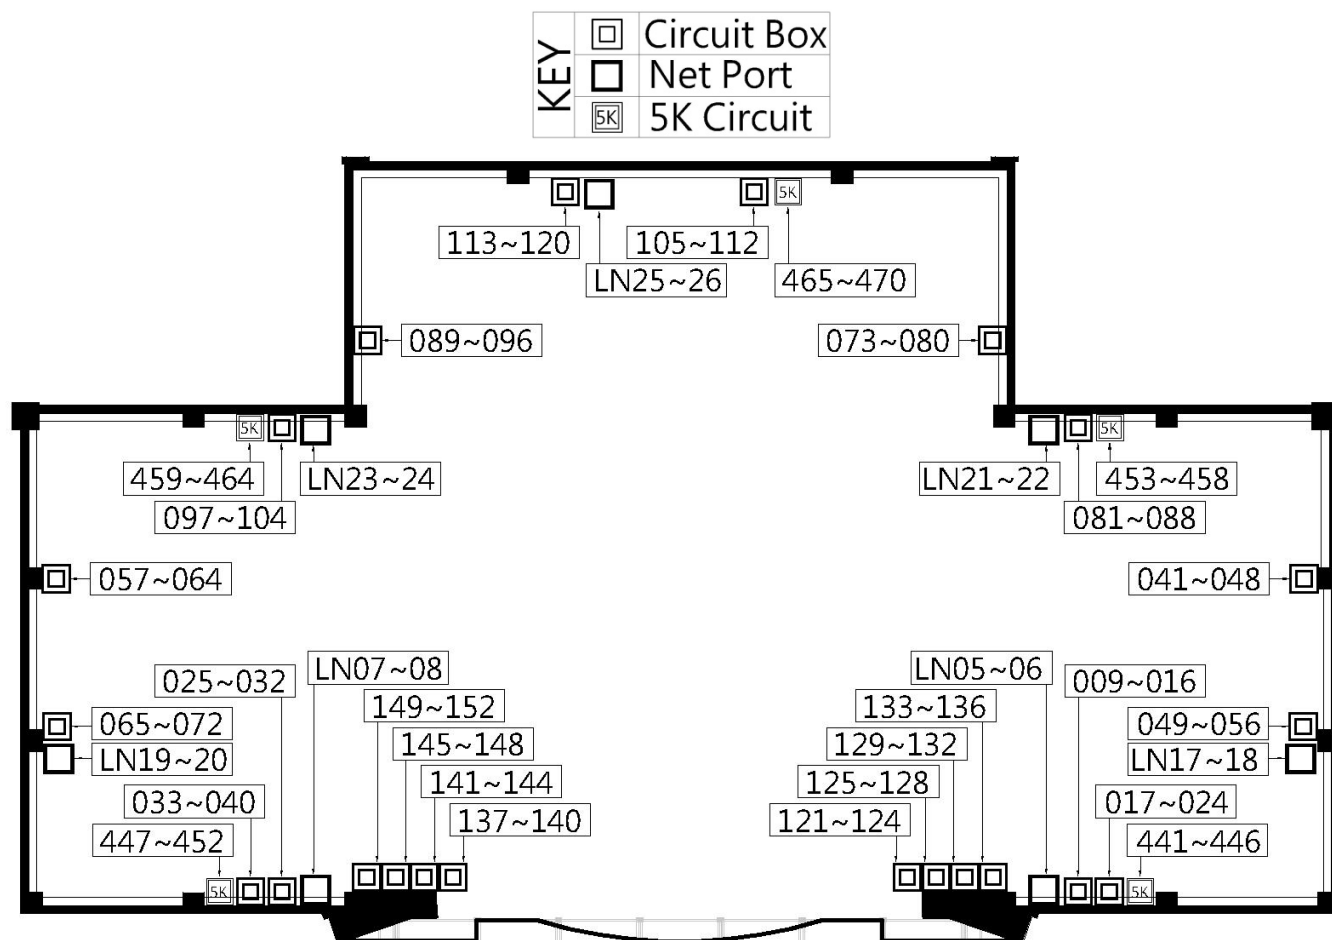 KEY
Circuit Box
Net Port
5K
5K Circuit
5K
113~120
105~112
LN25~26
465~470
089~096
073~080
5K
5K
459~464
LN23~24
LN21~22
453~458
097~104
081~088
057~064
041~048
LN07~08
LN05~06
025~032
009~016
149~152
133~136
065~072
049~056
145~148
129~132
LN19~20
LN17~18
141~144
125~128
033~040
017~024
137~140
121~124
447~452
441~446
5K
5K